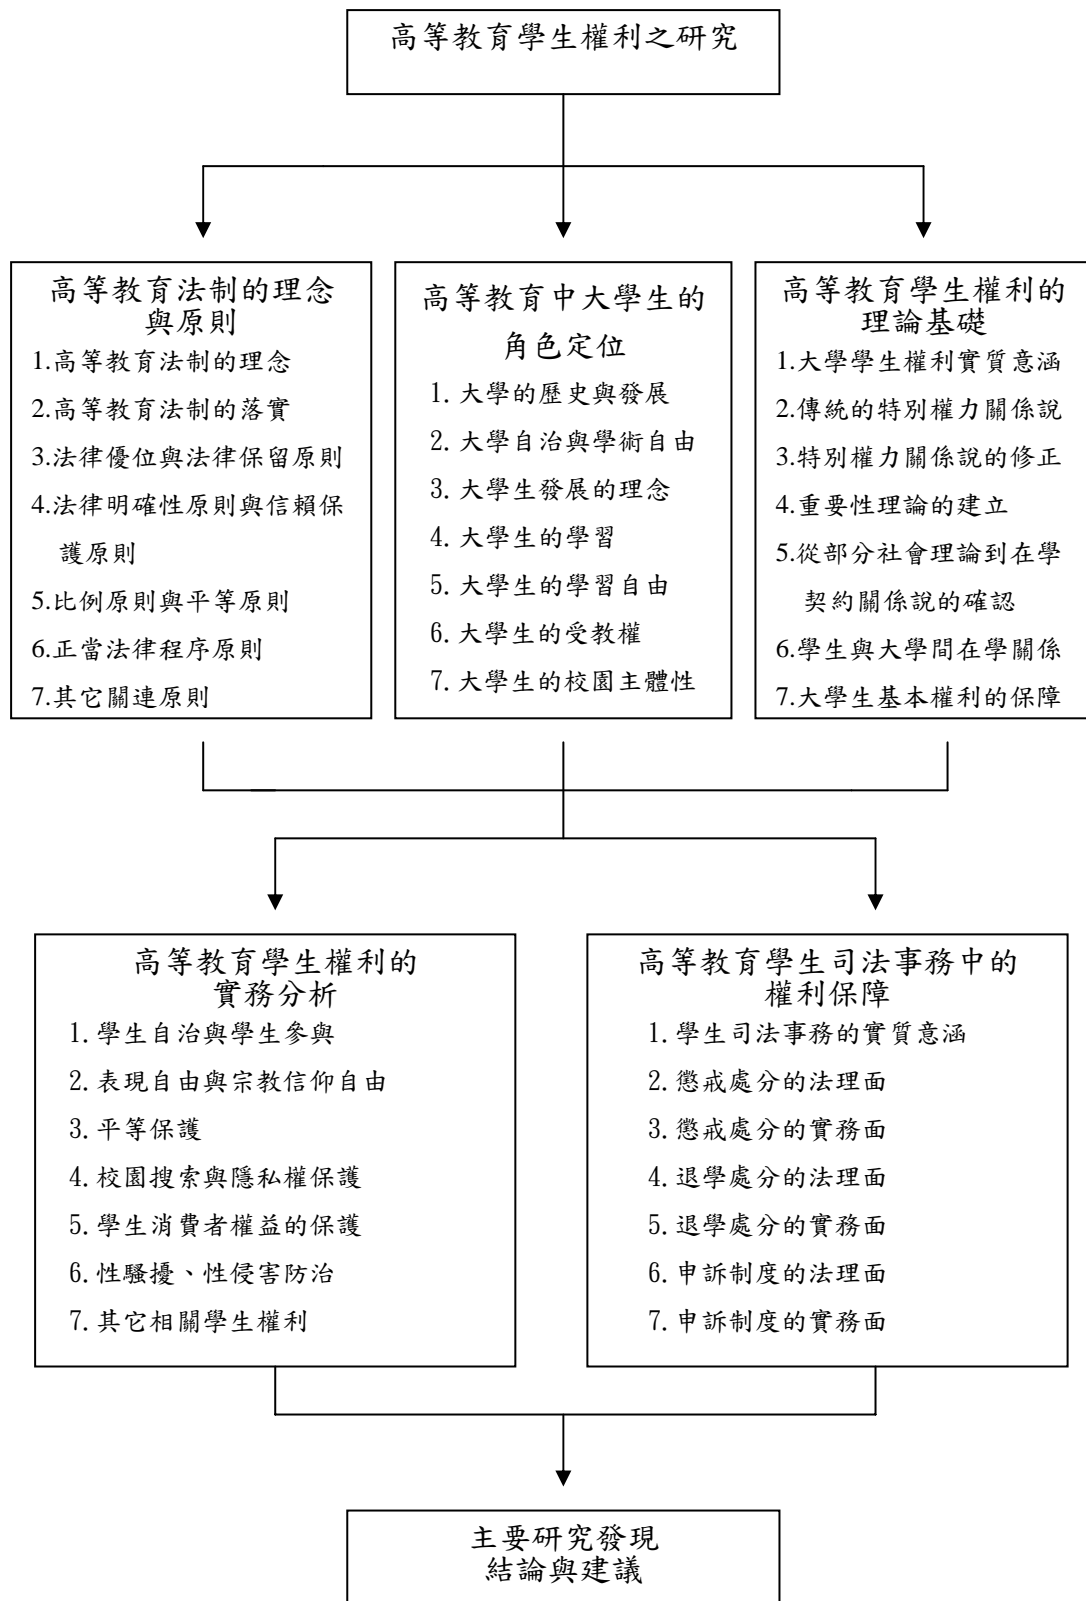 高等教育學生權利之研究
高等教育法制的理念
與原則
1.高等教育法制的理念
2.高等教育法制的落實
3.法律優位與法律保留原則
4.法律明確性原則與信賴保
護原則
5.比例原則與平等原則
6.正當法律程序原則
7.其它關連原則
高等教育中大學生的
角色定位
1.大學的歷史與發展
2.大學自治與學術自由
3.大學生發展的理念
4.大學生的學習
5.大學生的學習自由
6.大學生的受教權
7.大學生的校園主體性
高等教育學生權利的
理論基礎
1.大學學生權利實質意涵
2.傳統的特別權力關係說
3.特別權力關係說的修正
4.重要性理論的建立
5.從部分社會理論到在學
契約關係說的確認
6.學生與大學間在學關係
7.大學生基本權利的保障
高等教育學生權利的
實務分析
1.學生自治與學生參與
2.表現自由與宗教信仰自由
3.平等保護
4.校園搜索與隱私權保護
5.學生消費者權益的保護
6.性騷擾、性侵害防治
7.其它相關學生權利
高等教育學生司法事務中的
權利保障
1.學生司法事務的實質意涵
2.懲戒處分的法理面
3.懲戒處分的實務面
4.退學處分的法理面
5.退學處分的實務面
6.申訴制度的法理面
7.申訴制度的實務面
主要研究發現
結論與建議